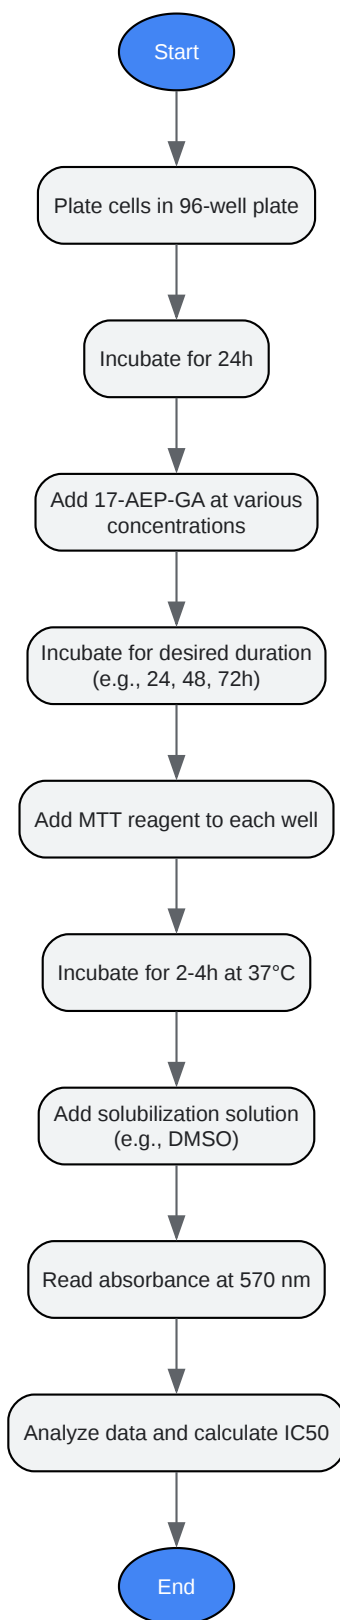 Start
Plate cells in 96-well plate
Incubate for 24h
Add 17-AEP-GA at various
concentrations
Incubate for desired duration
(e.g., 24, 48, 72h)
Add MTT reagent to each well
Incubate for 2-4h at 37°C
Add solubilization solution
(e.g., DMSO)
Read absorbance at 570 nm
Analyze data and calculate IC50
End